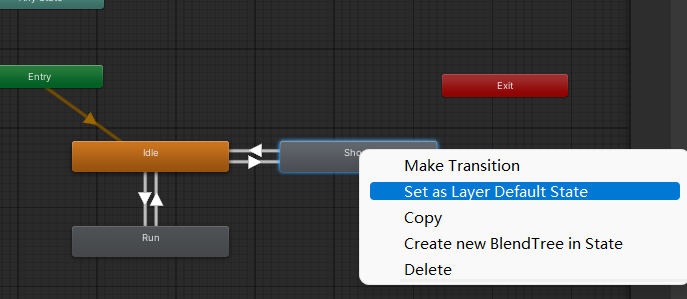 Any State
Entry
Exit
Idle
Run
Make Transition
Set as Layer Default State
Copy
Create new BlendTree in State
Delete